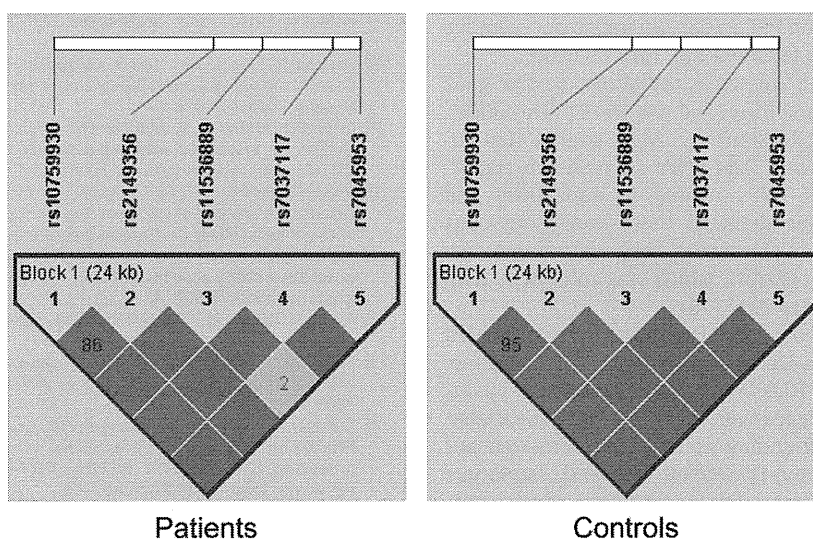 rs10759930
rs2149356
rs11536889
rs7037117
rs7045953
Block 1 (24 kb)
1 2 3 4 5
86
2
Patients
rs10759930
rs2149356
rs11536889
rs7037117
rs7045953
Block 1 (24 kb)
1 2 3 4 5
95
Controls